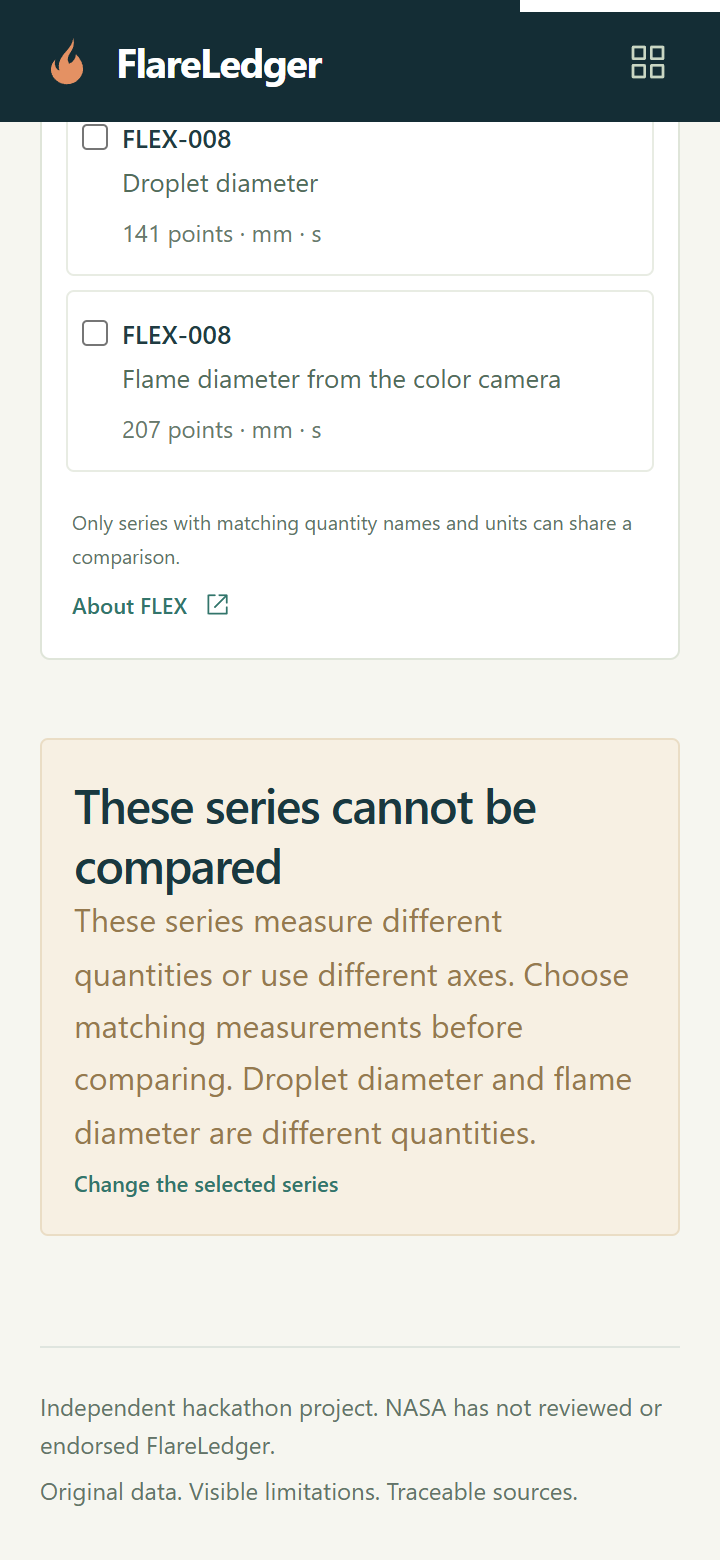 FlareLedger
FLEX-008
Droplet diameter
141 points · mm · s
FLEX-008
Flame diameter from the color camera
207 points · mm · s
Only series with matching quantity names and units can share a
comparison.
About FLEX
These series cannot be
compared
These series measure different
quantities or use different axes. Choose
matching measurements before
comparing. Droplet diameter and flame
diameter are different quantities.
Change the selected series
Independent hackathon project. NASA has not reviewed or
endorsed FlareLedger.
Original data. Visible limitations. Traceable sources.